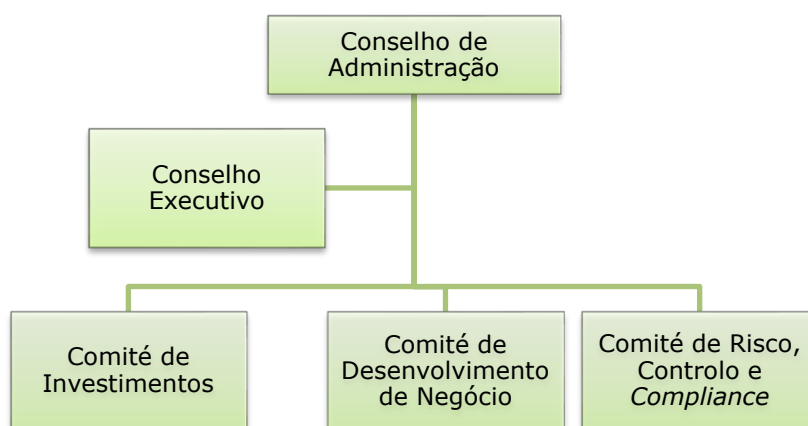 Conselho de
Administração
Conselho
Executivo
Comité de
Investimentos
Comité de
Desenvolvimento
de Negócio
Comité de Risco,
Controlo e
Compliance